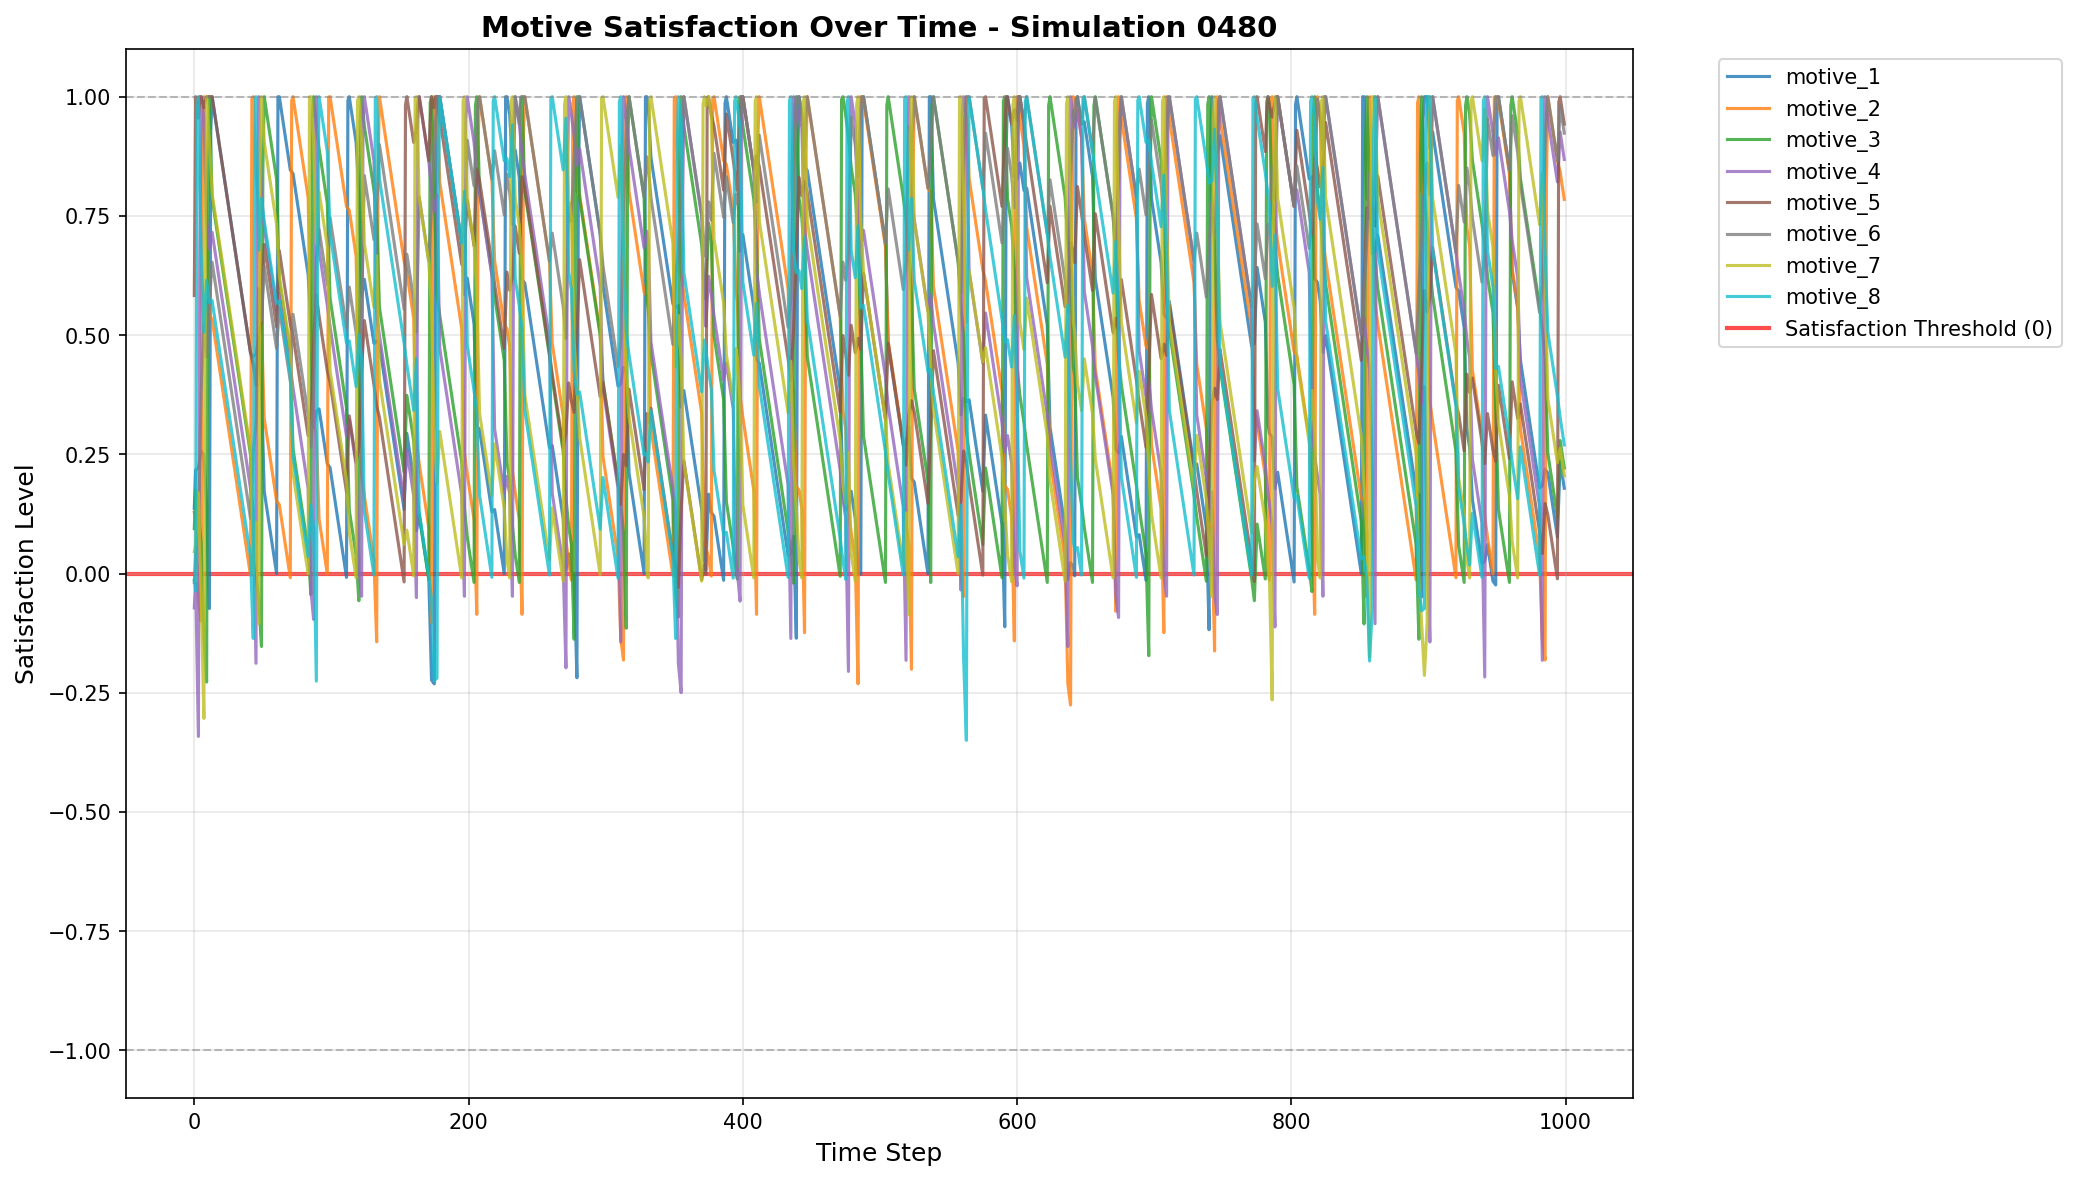 Motive Satisfaction Over Time - Simulation 0480
Satisfaction Level
1.00
0.75
0.50
0.25
0.00
−0.25
−0.50
−0.75
−1.00
0
200
400
600
800
1000
Time Step
motive_1
motive_2
motive_3
motive_4
motive_5
motive_6
motive_7
motive_8
Satisfaction Threshold (0)